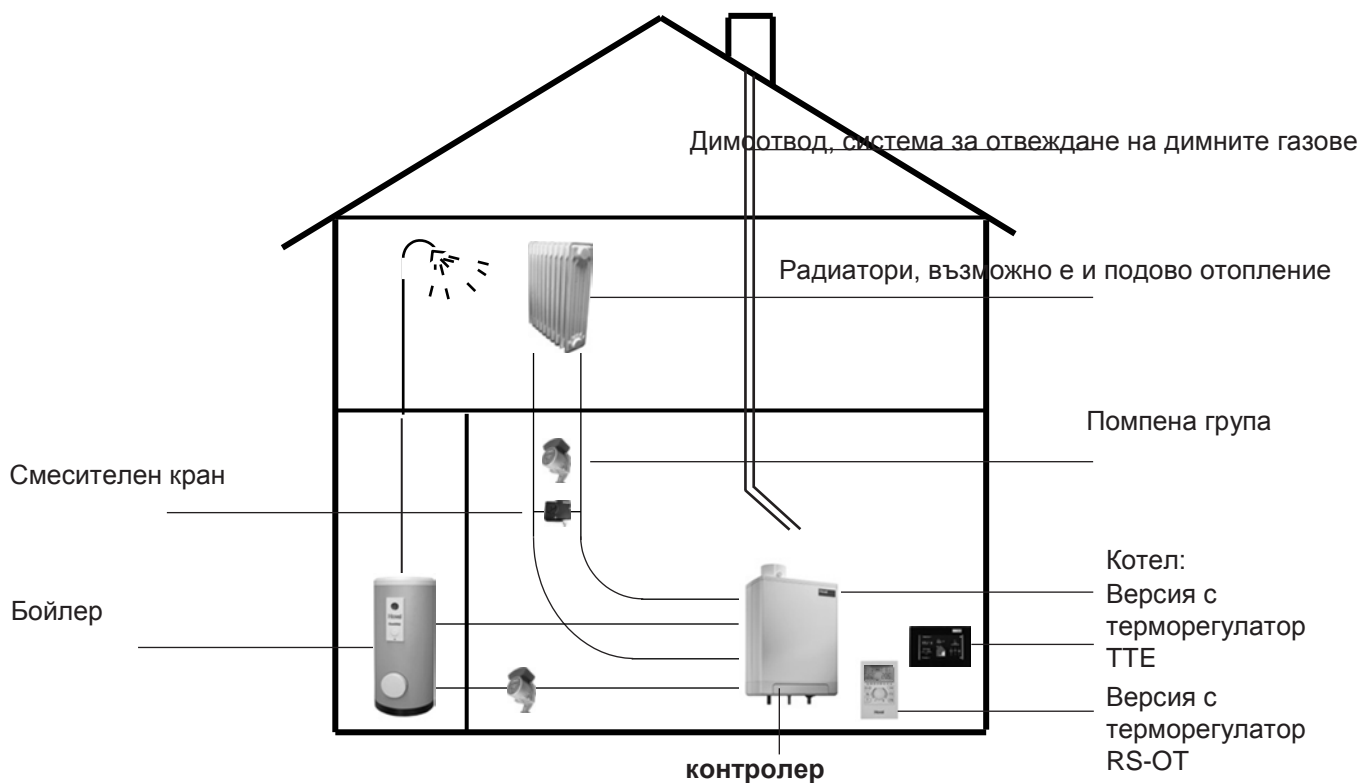 Димоотвод, система за отвеждане на димните газове
Радиатори, възможно е и подово отопление
Помпена група
Смесителен кран
Котел:
Версия с
терморегулатор
TTE
Бойлер
Версия с
терморегулатор
RS-OT
контролер